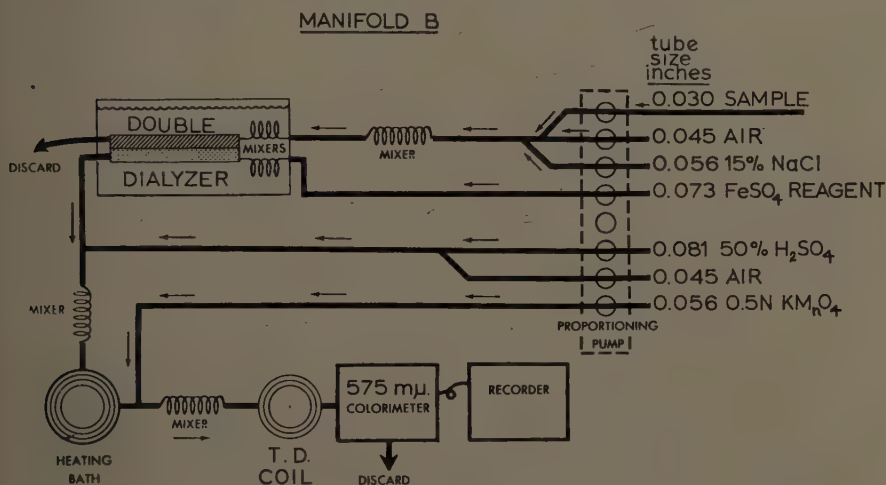 MANIFOLD B
tube
size
inches
0.030 SAMPLE
0.045 AIR
0.056 15% NaCl
0.073 FeSO₄ REAGENT
0.081 50% H₂SO₄
0.045 AIR
0.056 0.5N KMnO₄
PROPORTIONING
PUMP
DOUBLE
MIXERS
DIALYZER
DISCARD
MIXER
MIXER
HEATING
BATH
MIXER
T.D.
COIL
575 mµ.
COLORIMETER
RECORDER
DISCARD